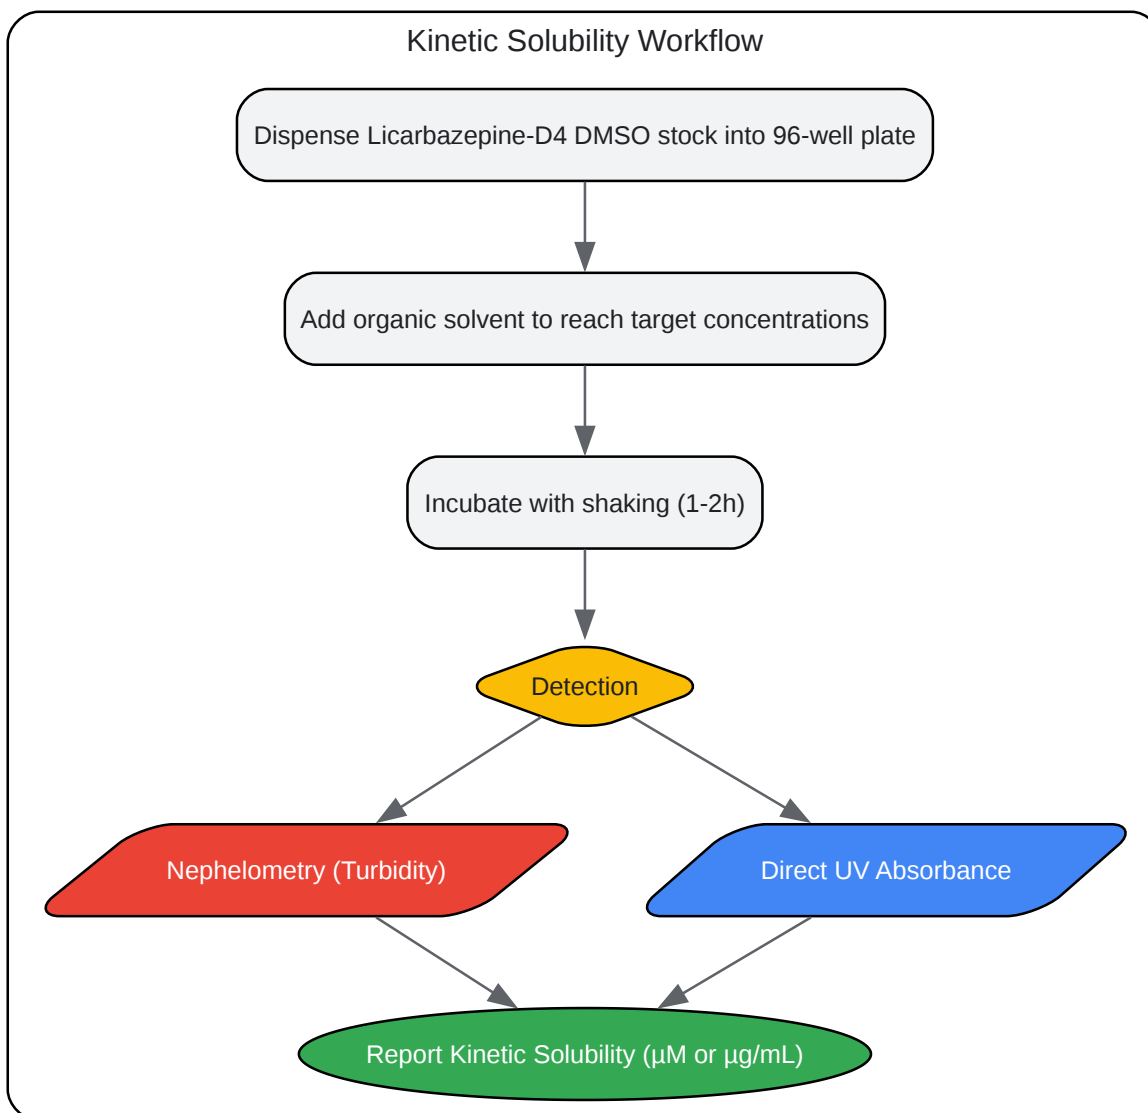 Kinetic Solubility Workflow
Dispense Licarbazepine-D4 DMSO stock into 96-well plate
Add organic solvent to reach target concentrations
Incubate with shaking (1-2h)
Detection
Nephelometry (Turbidity)
Direct UV Absorbance
Report Kinetic Solubility (µM or µg/mL)